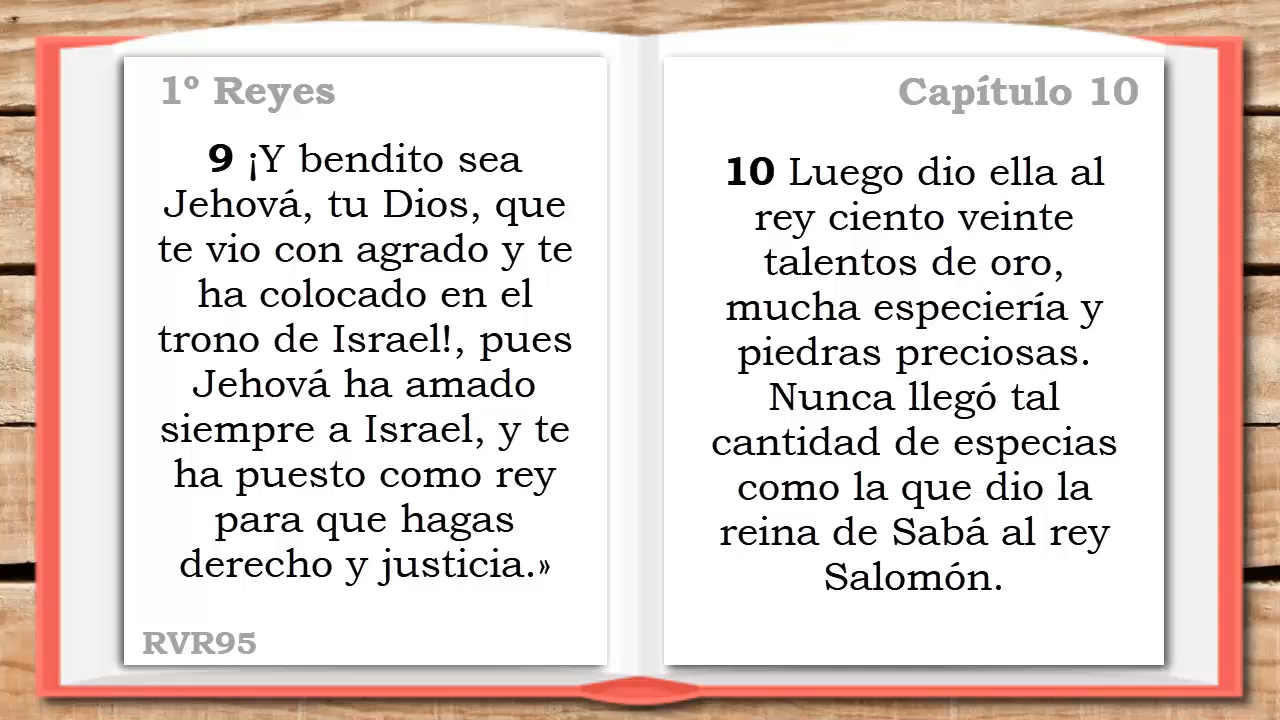 1º Reyes
9 ¡Y bendito sea
Jehová, tu Dios, que
te vio con agrado y te
ha colocado en el
trono de Israel!, pues
Jehová ha amado
siempre a Israel, y te
ha puesto como rey
para que hagas
derecho y justicia.»
RVR95
Capítulo 10
10 Luego dio ella al
rey ciento veinte
talentos de oro,
mucha especiería y
piedras preciosas.
Nunca llegó tal
cantidad de especias
como la que dio la
reina de Sabá al rey
Salomón.